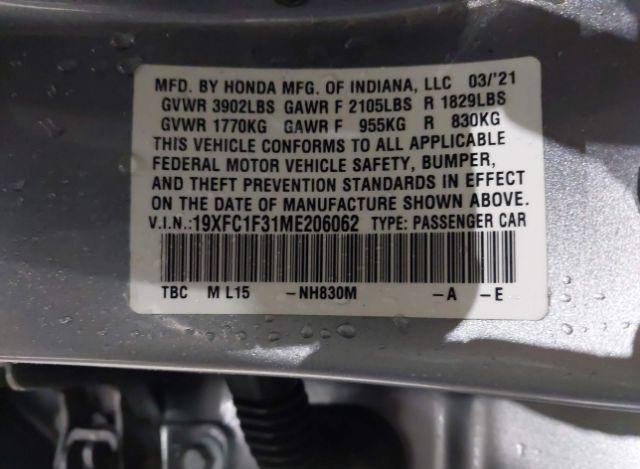 MFD. BY HONDA MFG. OF INDIANA, LLC 03/'21
GVWR 3902LBS GAWR F 2105LBS R 1829LBS
GVWR 1770KG GAWR F 955KG R 830KG
THIS VEHICLE CONFORMS TO ALL APPLICABLE
FEDERAL MOTOR VEHICLE SAFETY, BUMPER,
AND THEFT PREVENTION STANDARDS IN EFFECT
ON THE DATE OF MANUFACTURE SHOWN ABOVE.
V.I.N.:19XFC1F31ME206062 TYPE: PASSENGER CAR
TBC M L15 -NH830M -A -E